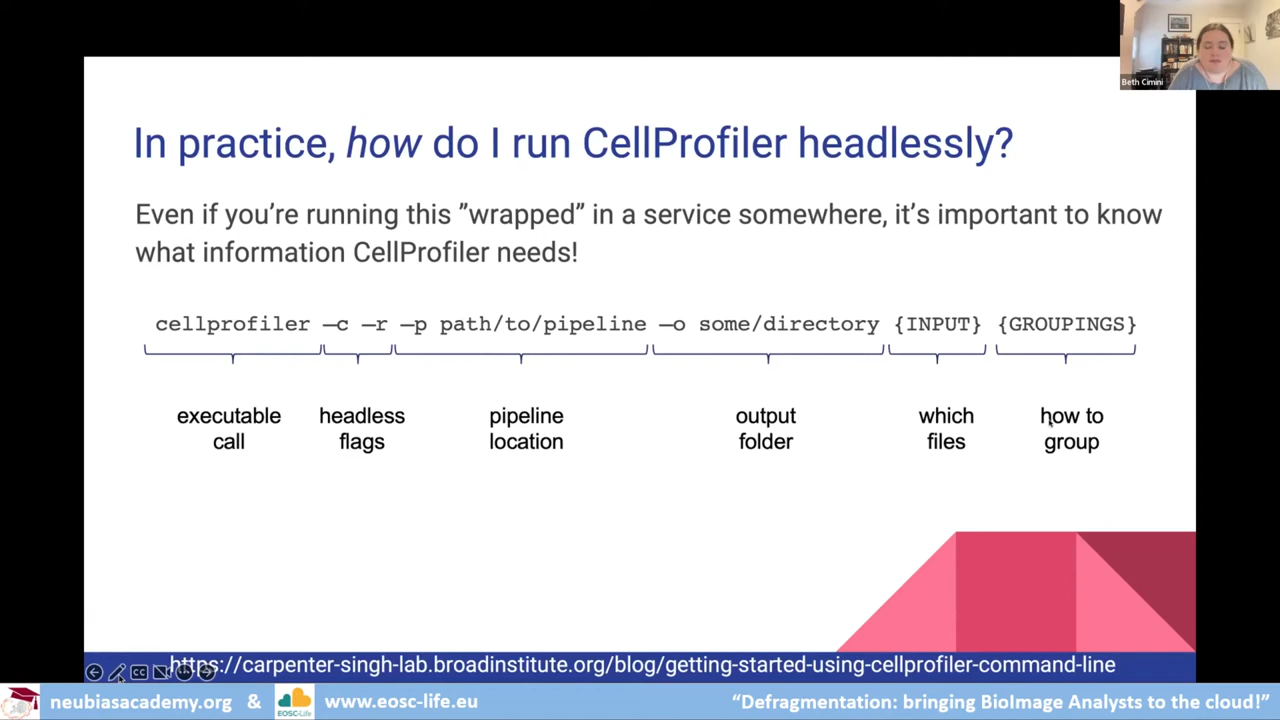 Beth Cimini
In practice, how do I run CellProfiler headlessly?
Even if you’re running this ”wrapped” in a service somewhere, it’s important to know
what information CellProfiler needs!
cellprofiler –c –r –p path/to/pipeline –o some/directory {INPUT} {GROUPINGS}
executable call
headless flags
pipeline location
output folder
which files
how to group
https://carpenter-singh-lab.broadinstitute.org/blog/getting-started-using-cellprofiler-command-line
CC
neubiasacademy.org & EOSC-Life www.eosc-life.eu “Defragmentation: bringing BioImage Analysts to the cloud!”